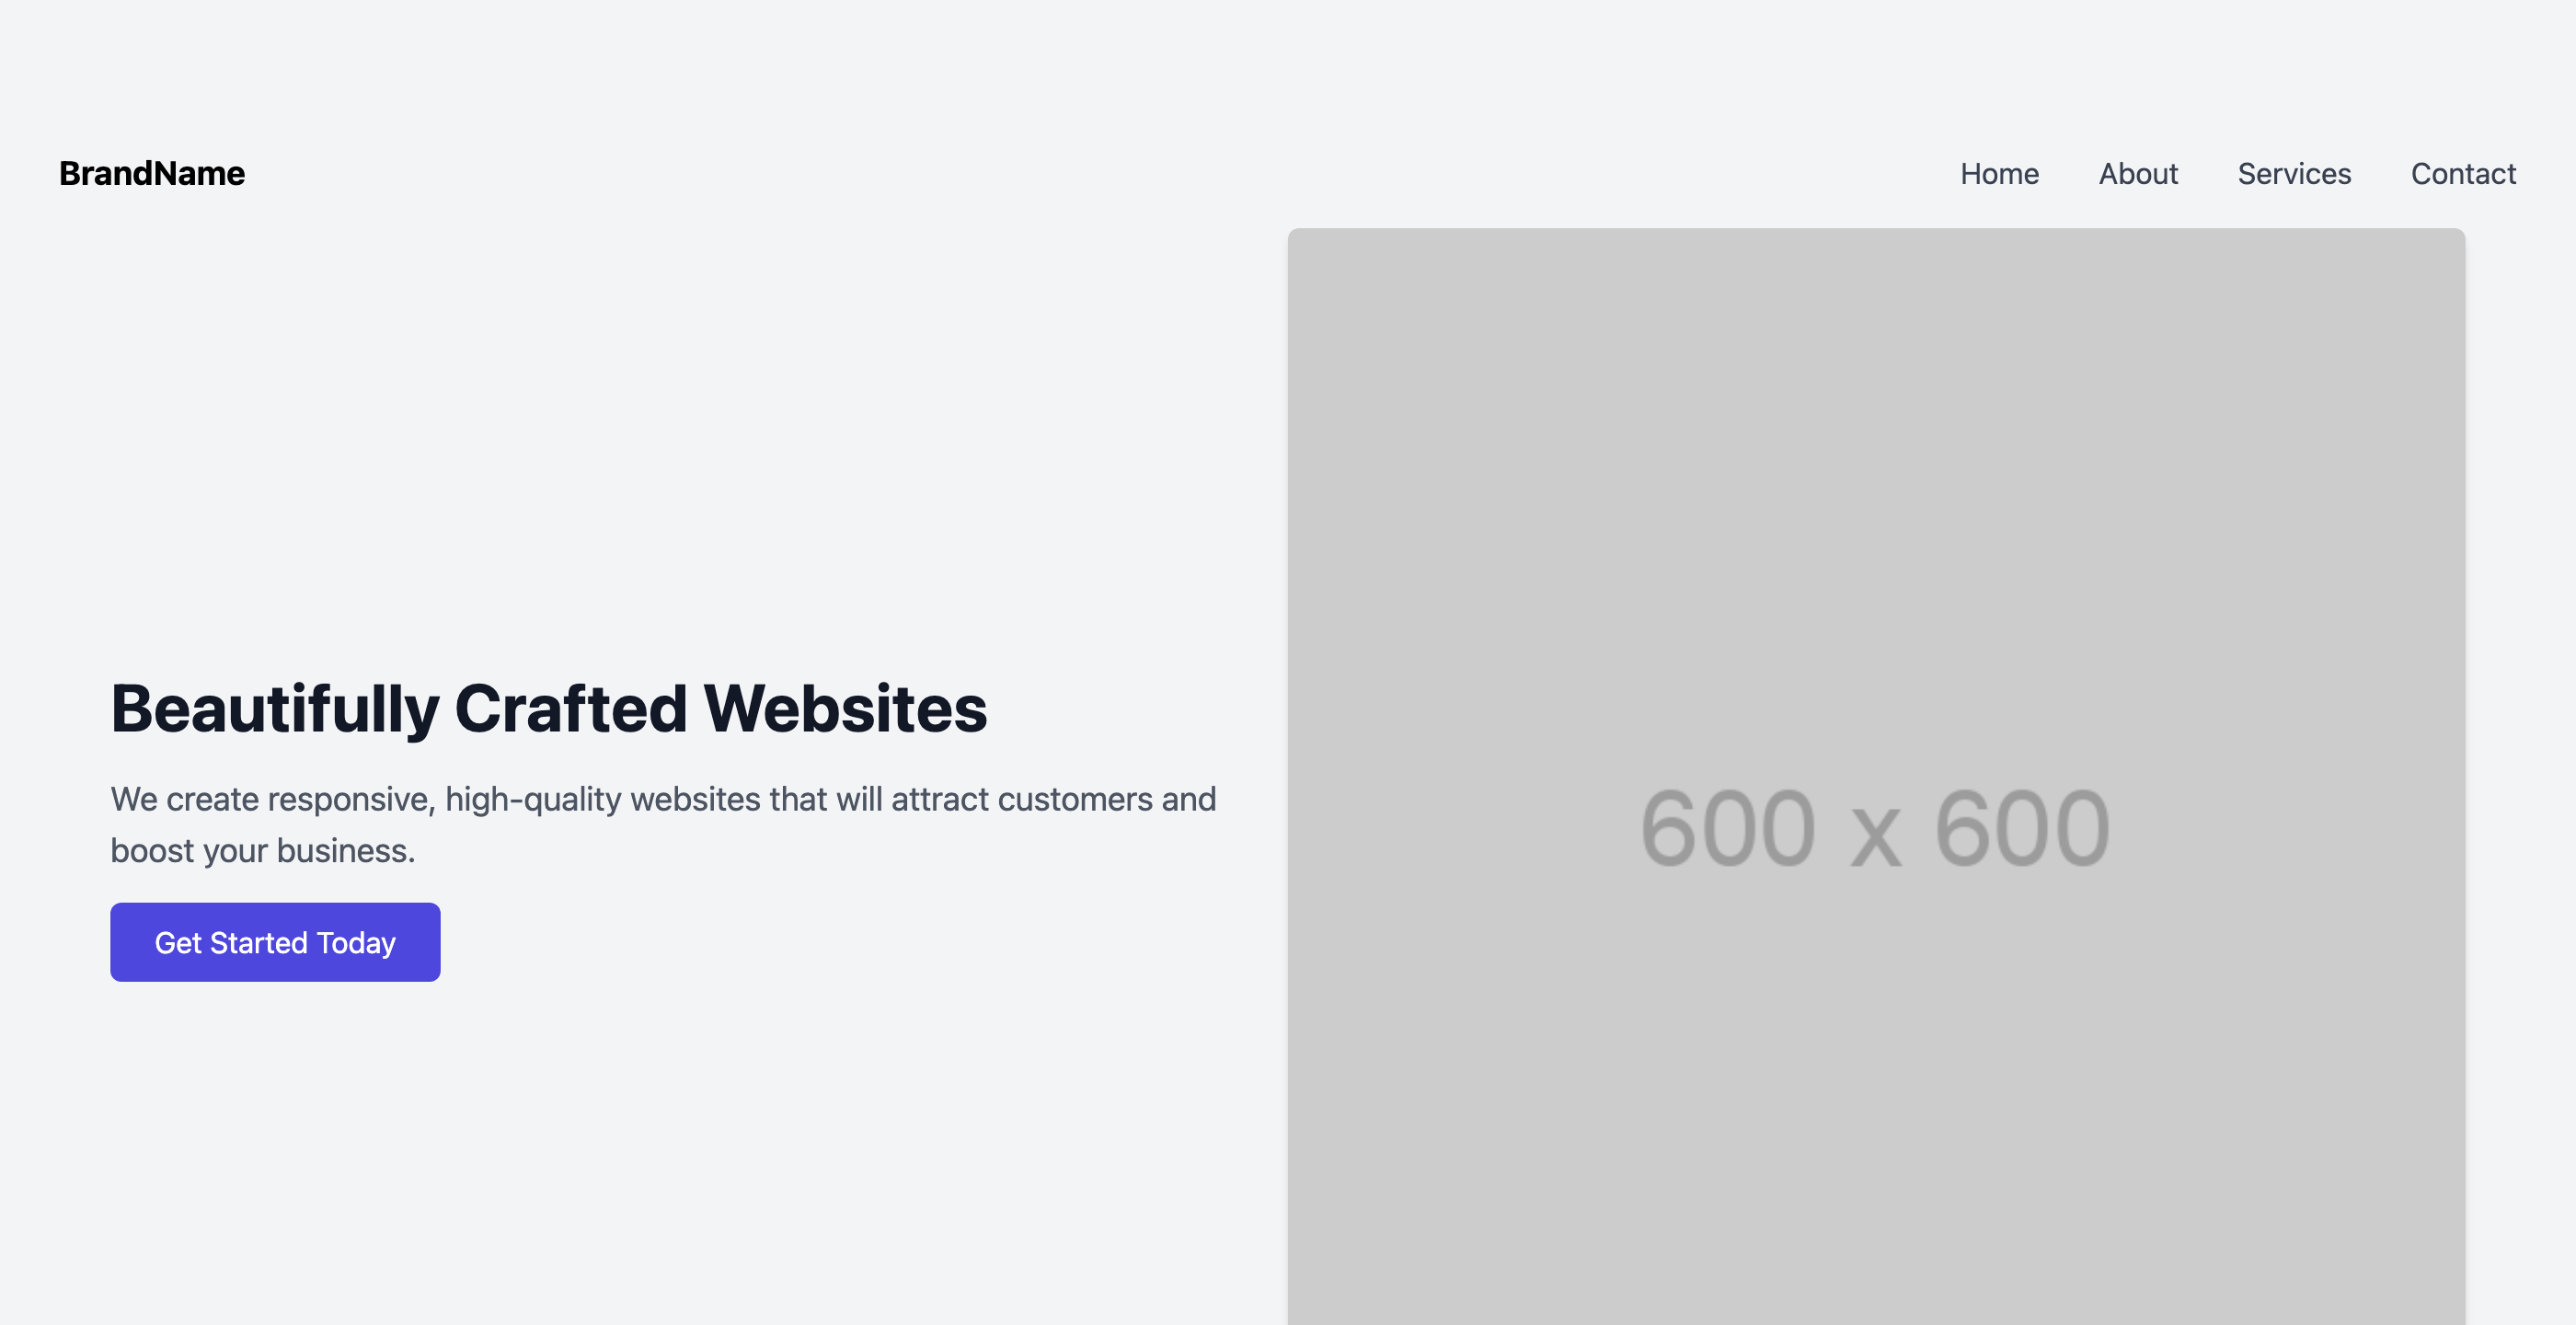 BrandName
Home About Services Contact
Beautifully Crafted Websites
We create responsive, high-quality websites that will attract customers and
boost your business.
Get Started Today
600 x 600